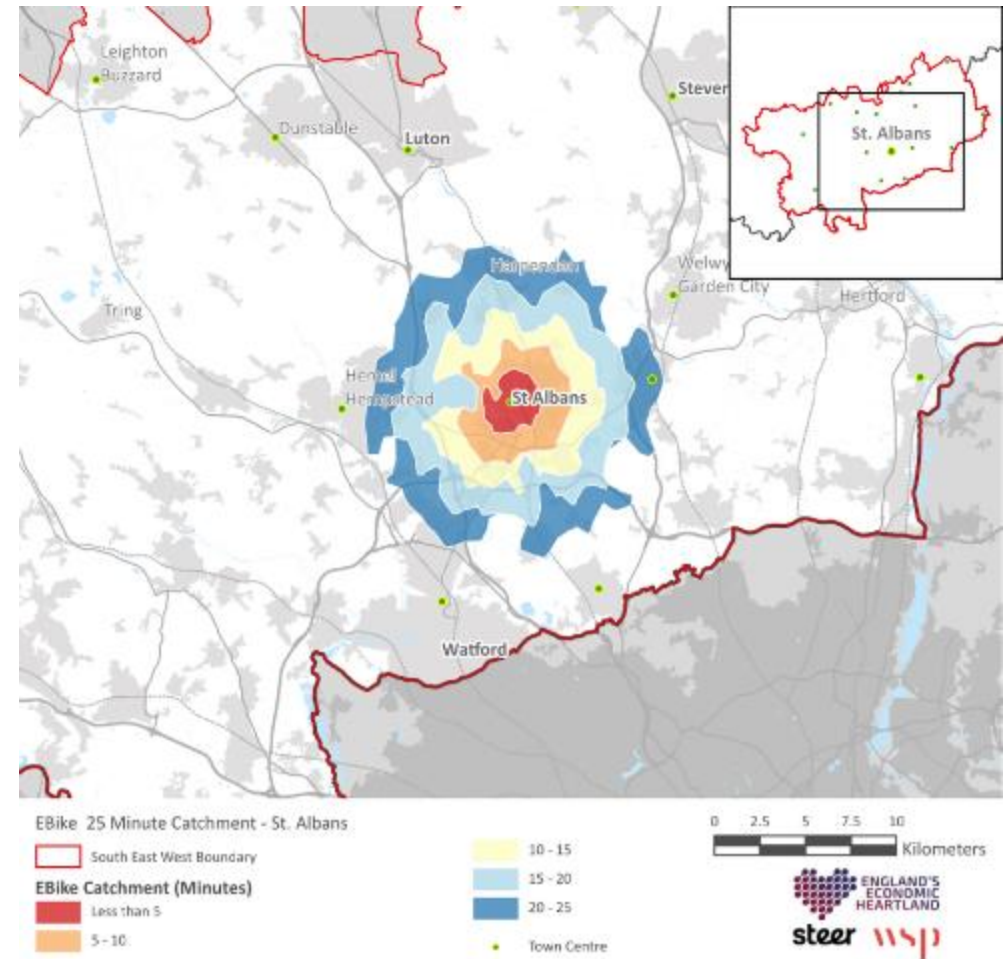 Leighton
Buzzard
Dunstable
Luton
Steven
St. Albans
Harpenden
Welwy
Garden City
Hertford
Tring
Hemel
Hempstead
St Albans
Watford
EBike 25 Minute Catchment - St. Albans
South East West Boundary
EBike Catchment (Minutes)
Less than 5
5 - 10
10 - 15
15 - 20
20 - 25
Town Centre
0 2.5 5 7.5 10
Kilometers
ENGLAND'S
ECONOMIC
HEARTLAND
steer wsp